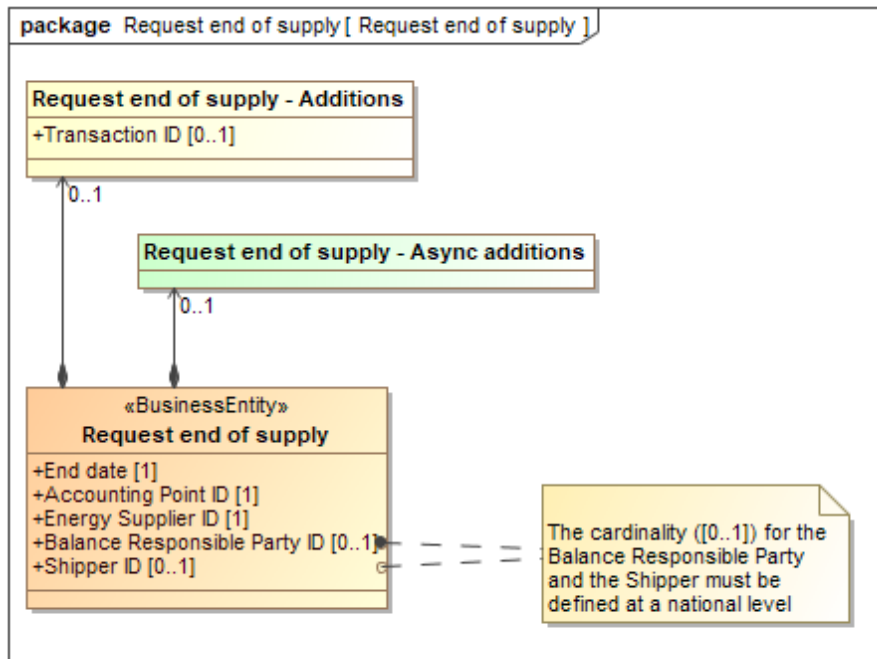 package Request end of supply [ Request end of supply ]
Request end of supply - Additions
+Transaction ID [0..1]
0..1
Request end of supply - Async additions
0..1
«BusinessEntity»
Request end of supply
+End date [1]
+Accounting Point ID [1]
+Energy Supplier ID [1]
+Balance Responsible Party ID [0..1]
+Shipper ID [0..1]
The cardinality ([0..1]) for the
Balance Responsible Party
and the Shipper must be
defined at a national level